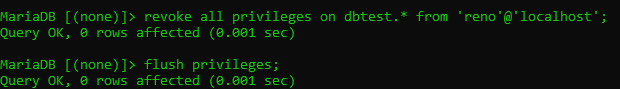 MariaDB [(none)]> revoke all privileges on dbtest.* from 'reno'@'localhost';
Query OK, 0 rows affected (0.001 sec)
MariaDB [(none)]> flush privileges;
Query OK, 0 rows affected (0.001 sec)